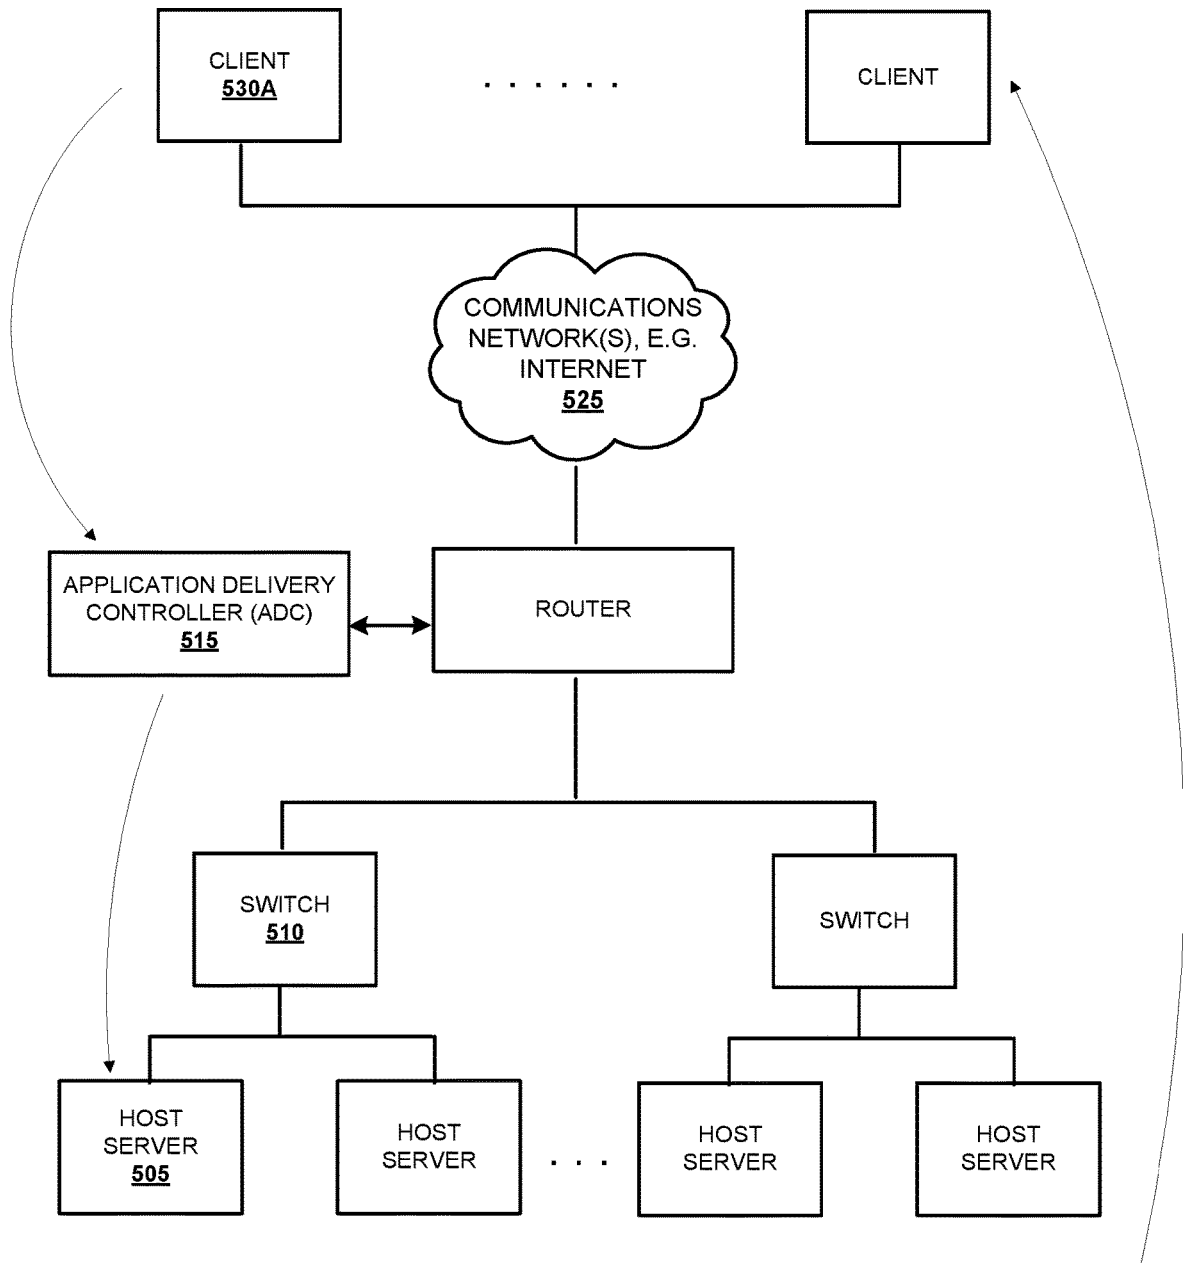 CLIENT
530A
. . . . . .
CLIENT
COMMUNICATIONS
NETWORK(S), E.G.
INTERNET
525
APPLICATION DELIVERY
CONTROLLER (ADC)
515
ROUTER
SWITCH
510
SWITCH
HOST
SERVER
505
HOST
SERVER
. . .
HOST
SERVER
HOST
SERVER